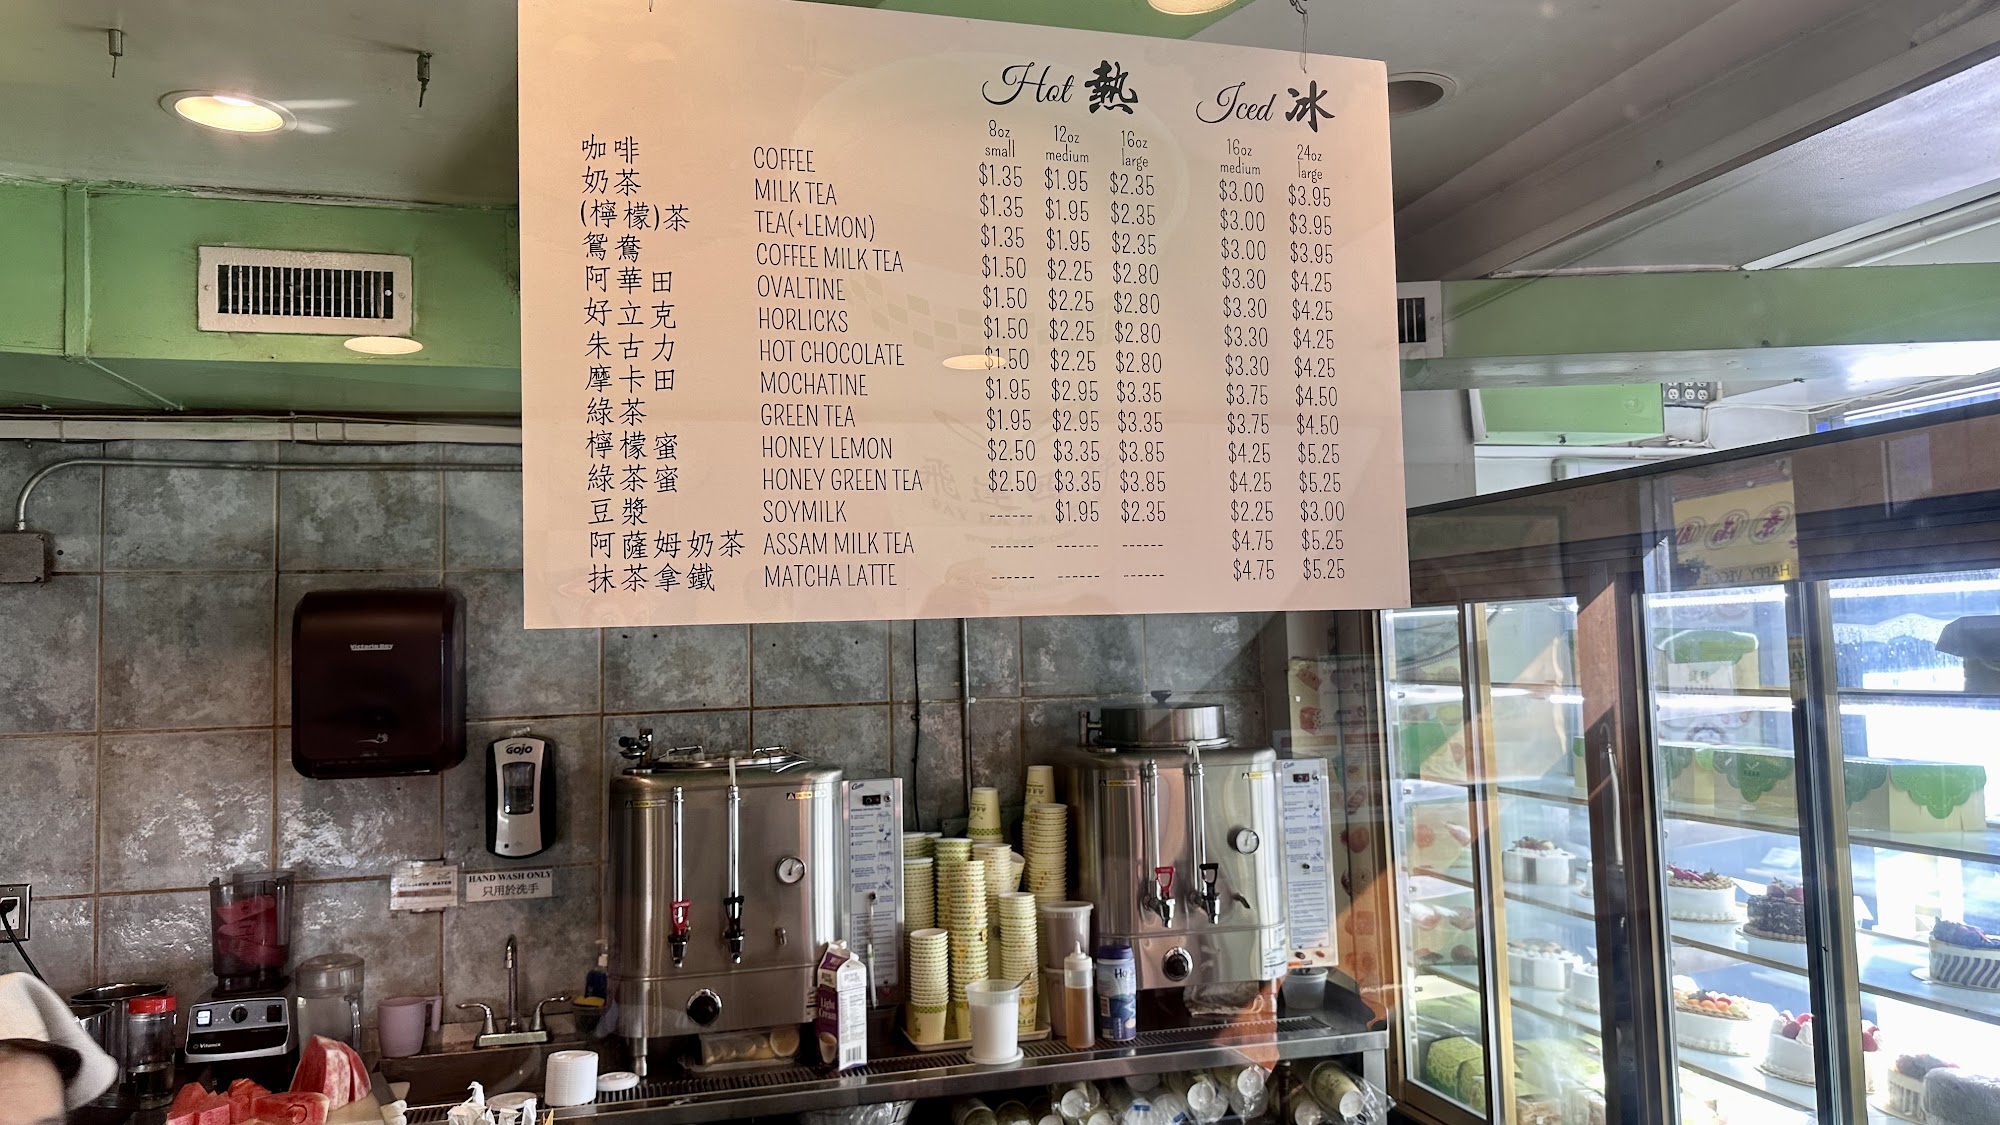 Hot 熱 Iced 冰
8oz small 12oz medium 16oz large 16oz medium 24oz large
咖啡 COFFEE $1.35 $1.95 $2.35 $3.00 $3.95
奶茶 MILK TEA $1.35 $1.95 $2.35 $3.00 $3.95
(檸檬)茶 TEA(+LEMON) $1.35 $1.95 $2.35 $3.00 $3.95
鴛鴦 COFFEE MILK TEA $1.50 $2.25 $2.80 $3.30 $4.25
阿華田 OVALTINE $1.50 $2.25 $2.80 $3.30 $4.25
好立克 HORLICKS $1.50 $2.25 $2.80 $3.30 $4.25
朱古力 HOT CHOCOLATE $1.50 $2.25 $2.80 $3.30 $4.25
摩卡田 MOCHATINE $1.95 $2.95 $3.35 $3.75 $4.50
綠茶 GREEN TEA $1.95 $2.95 $3.35 $3.75 $4.50
檸檬蜜 HONEY LEMON $2.50 $3.35 $3.85 $4.25 $5.25
綠茶蜜 HONEY GREEN TEA $2.50 $3.35 $3.85 $4.25 $5.25
豆漿 SOYMILK ------ $1.95 $2.35 $2.25 $3.00
阿薩姆奶茶 ASSAM MILK TEA ------ ------ ------ $4.75 $5.25
抹茶拿鐵 MATCHA LATTE ------ ------ ------ $4.75 $5.25
Victoria Bay
GOJO
HAND WASH ONLY
只用於洗手
Vitamix
Light Cream